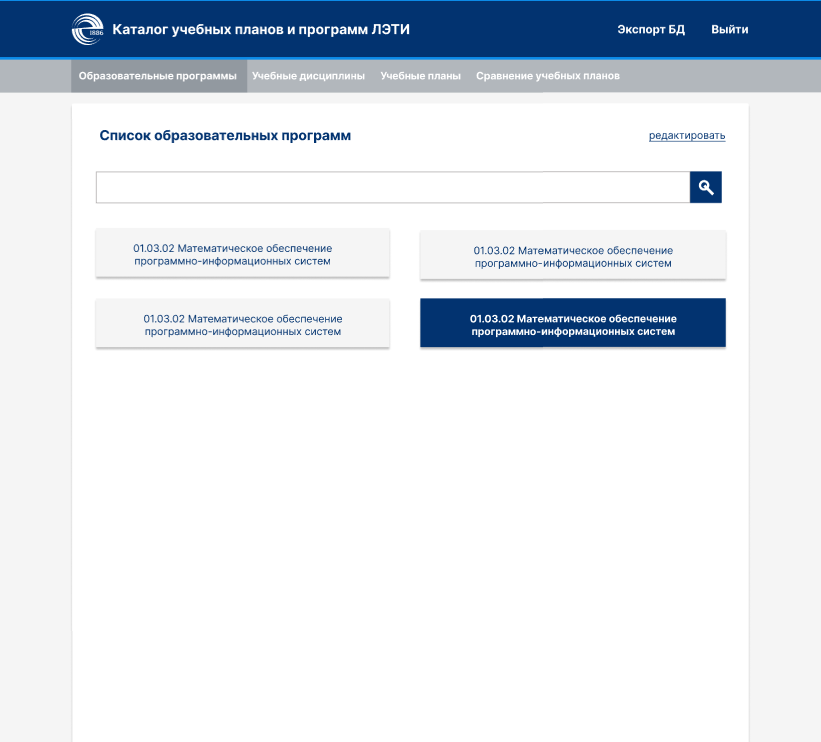 1886
Каталог учебных планов и программ ЛЭТИ
Экспорт БД
Выйти
Образовательные программы
Учебные дисциплины
Учебные планы
Сравнение учебных планов
Список образовательных программ
редактировать
01.03.02 Математическое обеспечение
программно-информационных систем
01.03.02 Математическое обеспечение
программно-информационных систем
01.03.02 Математическое обеспечение
программно-информационных систем
01.03.02 Математическое обеспечение
программно-информационных систем